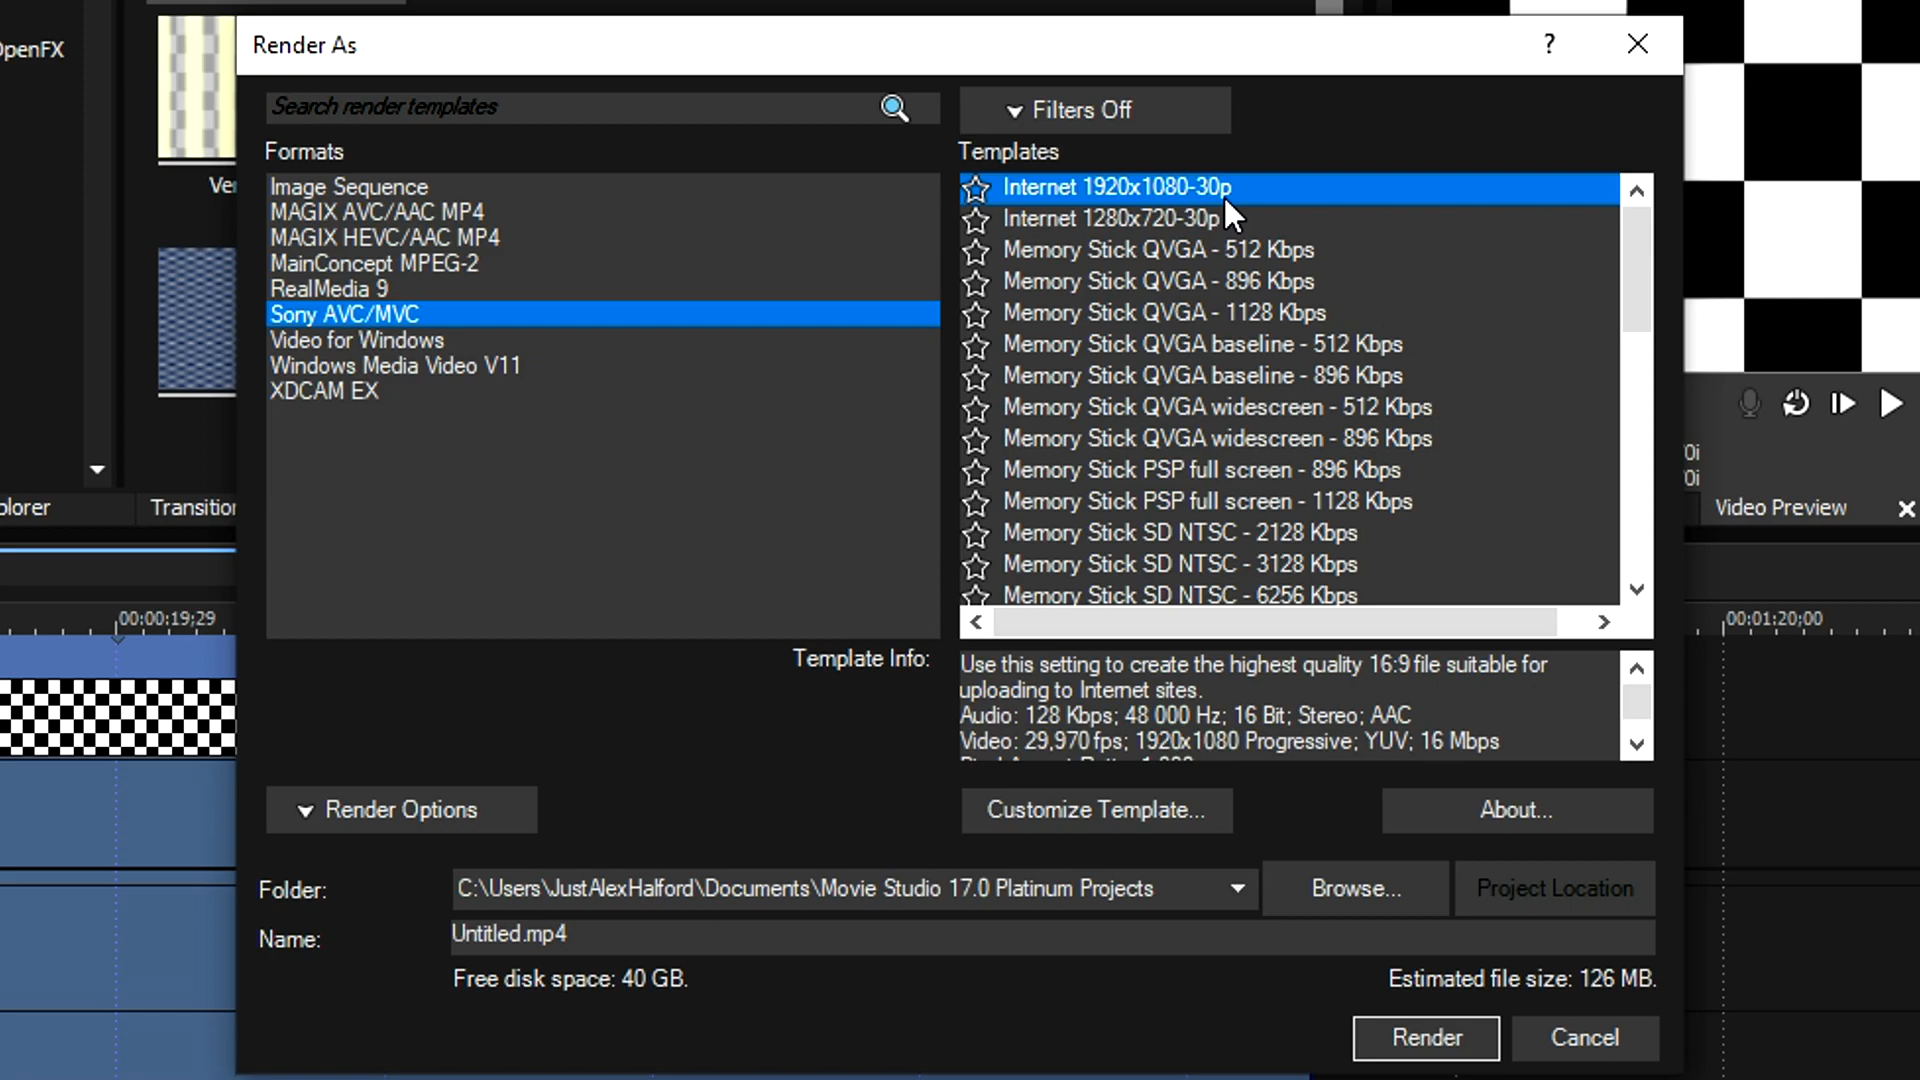 Render As
?
OpenFX
Search render templates
Filters Off
Formats
Templates
Image Sequence
MAGIX AVC/AAC MP4
MAGIX HEVC/AAC MP4
MainConcept MPEG-2
RealMedia 9
Sony AVC/MVC
Video for Windows
Windows Media Video V11
XDCAM EX
Internet 1920x1080-30p
Internet 1280x720-30p
Memory Stick QVGA - 512 Kbps
Memory Stick QVGA - 896 Kbps
Memory Stick QVGA - 1128 Kbps
Memory Stick QVGA baseline - 512 Kbps
Memory Stick QVGA baseline - 896 Kbps
Memory Stick QVGA widescreen - 512 Kbps
Memory Stick QVGA widescreen - 896 Kbps
Memory Stick PSP full screen - 896 Kbps
Memory Stick PSP full screen - 1128 Kbps
Memory Stick SD NTSC - 2128 Kbps
Memory Stick SD NTSC - 3128 Kbps
Memory Stick SD NTSC - 6256 Kbps
Ver
0i
0i
plorer
Transition
Video Preview
00:00:19;29
00:01:20;00
Template Info:
Use this setting to create the highest quality 16:9 file suitable for
uploading to Internet sites.
Audio: 128 Kbps; 48 000 Hz; 16 Bit; Stereo; AAC
Video: 29,970 fps; 1920x1080 Progressive; YUV; 16 Mbps
Render Options
Customize Template...
About...
Folder:
C:\Users\JustAlexHalford\Documents\Movie Studio 17.0 Platinum Projects
Browse...
Project Location
Name:
Untitled.mp4
Free disk space: 40 GB.
Estimated file size: 126 MB.
Render
Cancel